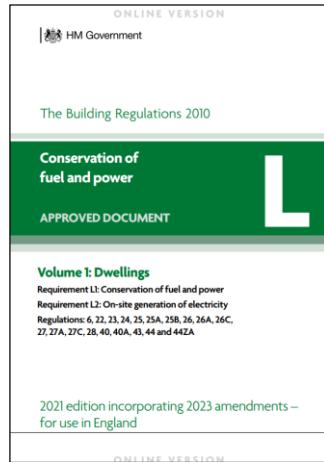 ONLINE VERSION
HM Government
The Building Regulations 2010
Conservation of
fuel and power
L
APPROVED DOCUMENT
Volume 1: Dwellings
Requirement L1: Conservation of fuel and power
Requirement L2: On-site generation of electricity
Regulations: 6, 22, 23, 24, 25, 25A, 25B, 26, 26A, 26C,
27, 27A, 27C, 28, 40, 40A, 43, 44 and 44ZA
2021 edition incorporating 2023 amendments –
for use in England
ONLINE VERSION